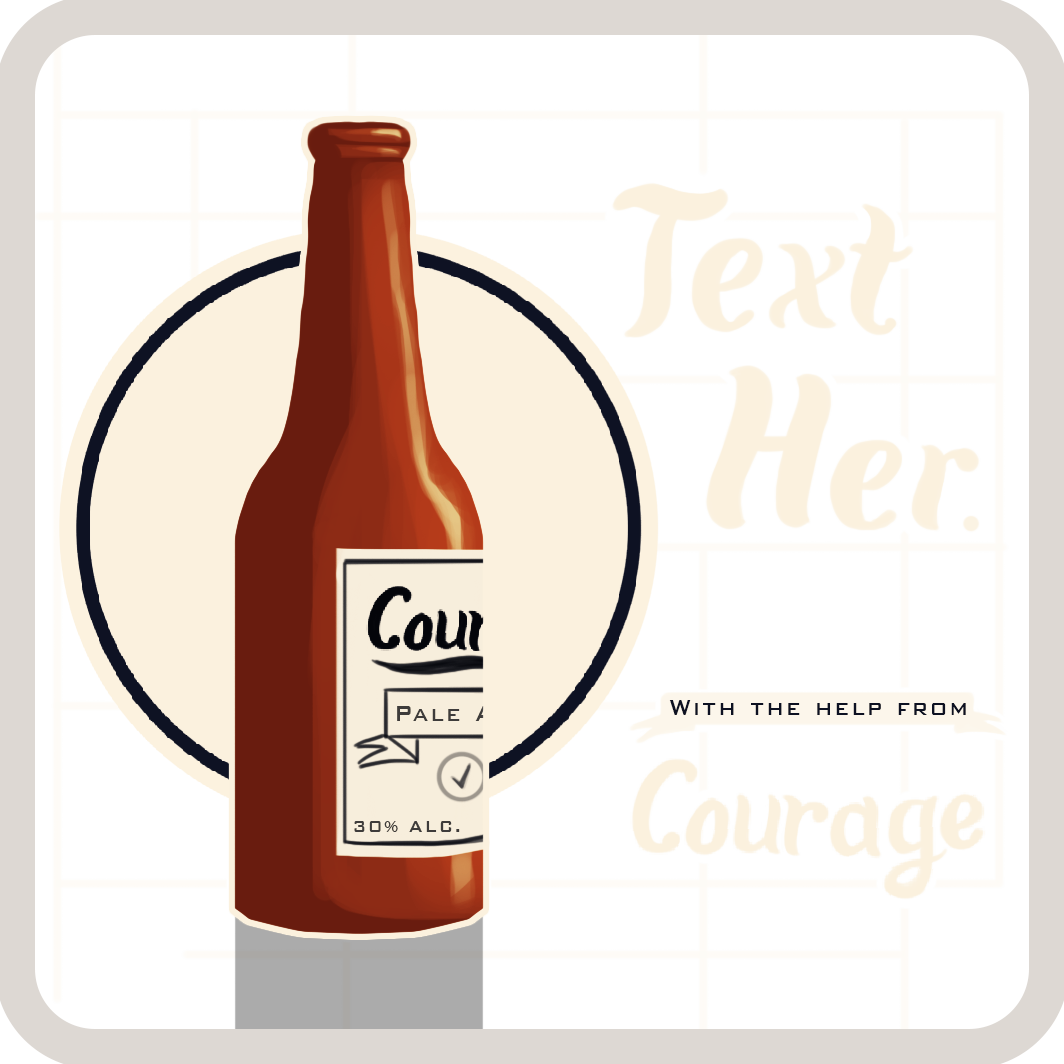 Text
Her.
Cour
PALE A
30% ALC.
WITH THE HELP FROM
Courage